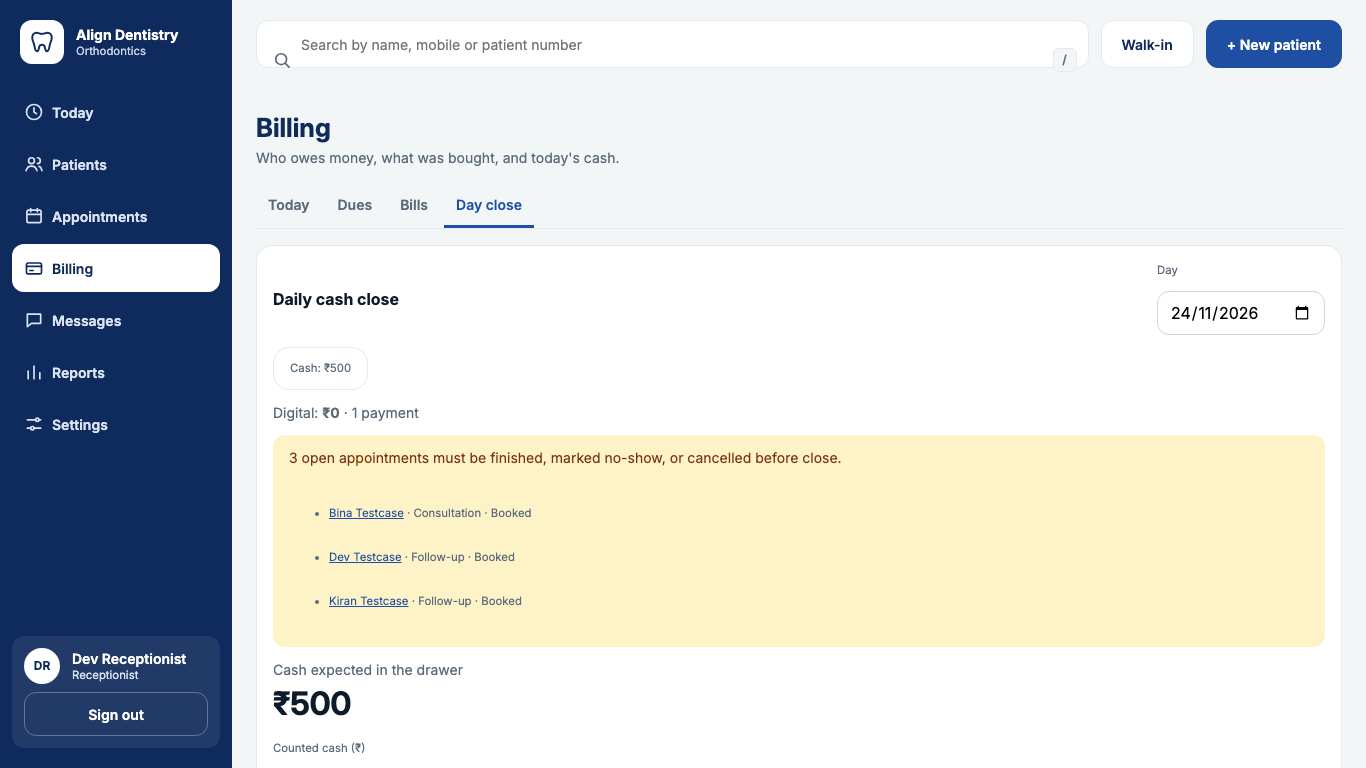 Align Dentistry
Orthodontics
Today
Patients
Appointments
Billing
Messages
Reports
Settings
DR
Dev Receptionist
Receptionist
Sign out
Search by name, mobile or patient number
/
Walk-in
+ New patient
Billing
Who owes money, what was bought, and today's cash.
Today Dues Bills Day close
Day
Daily cash close
24/11/2026
Cash: ₹500
Digital: ₹0 · 1 payment
3 open appointments must be finished, marked no-show, or cancelled before close.
• Bina Testcase · Consultation · Booked
• Dev Testcase · Follow-up · Booked
• Kiran Testcase · Follow-up · Booked
Cash expected in the drawer
₹500
Counted cash (₹)